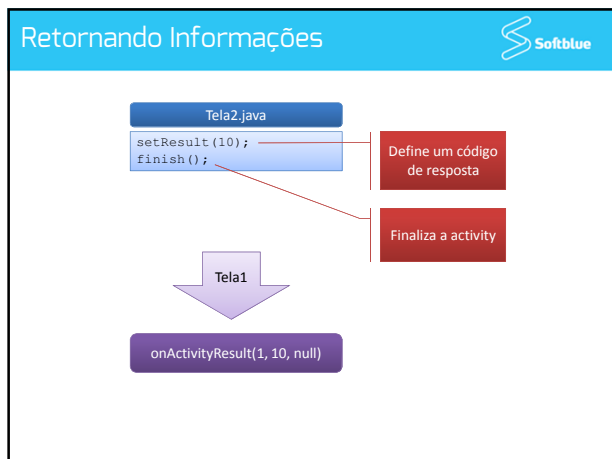 Retornando Informações
Softblue
Tela2.java
setResult(10);
finish();
Define um código
de resposta
Finaliza a activity
Tela1
onActivityResult(1, 10, null)